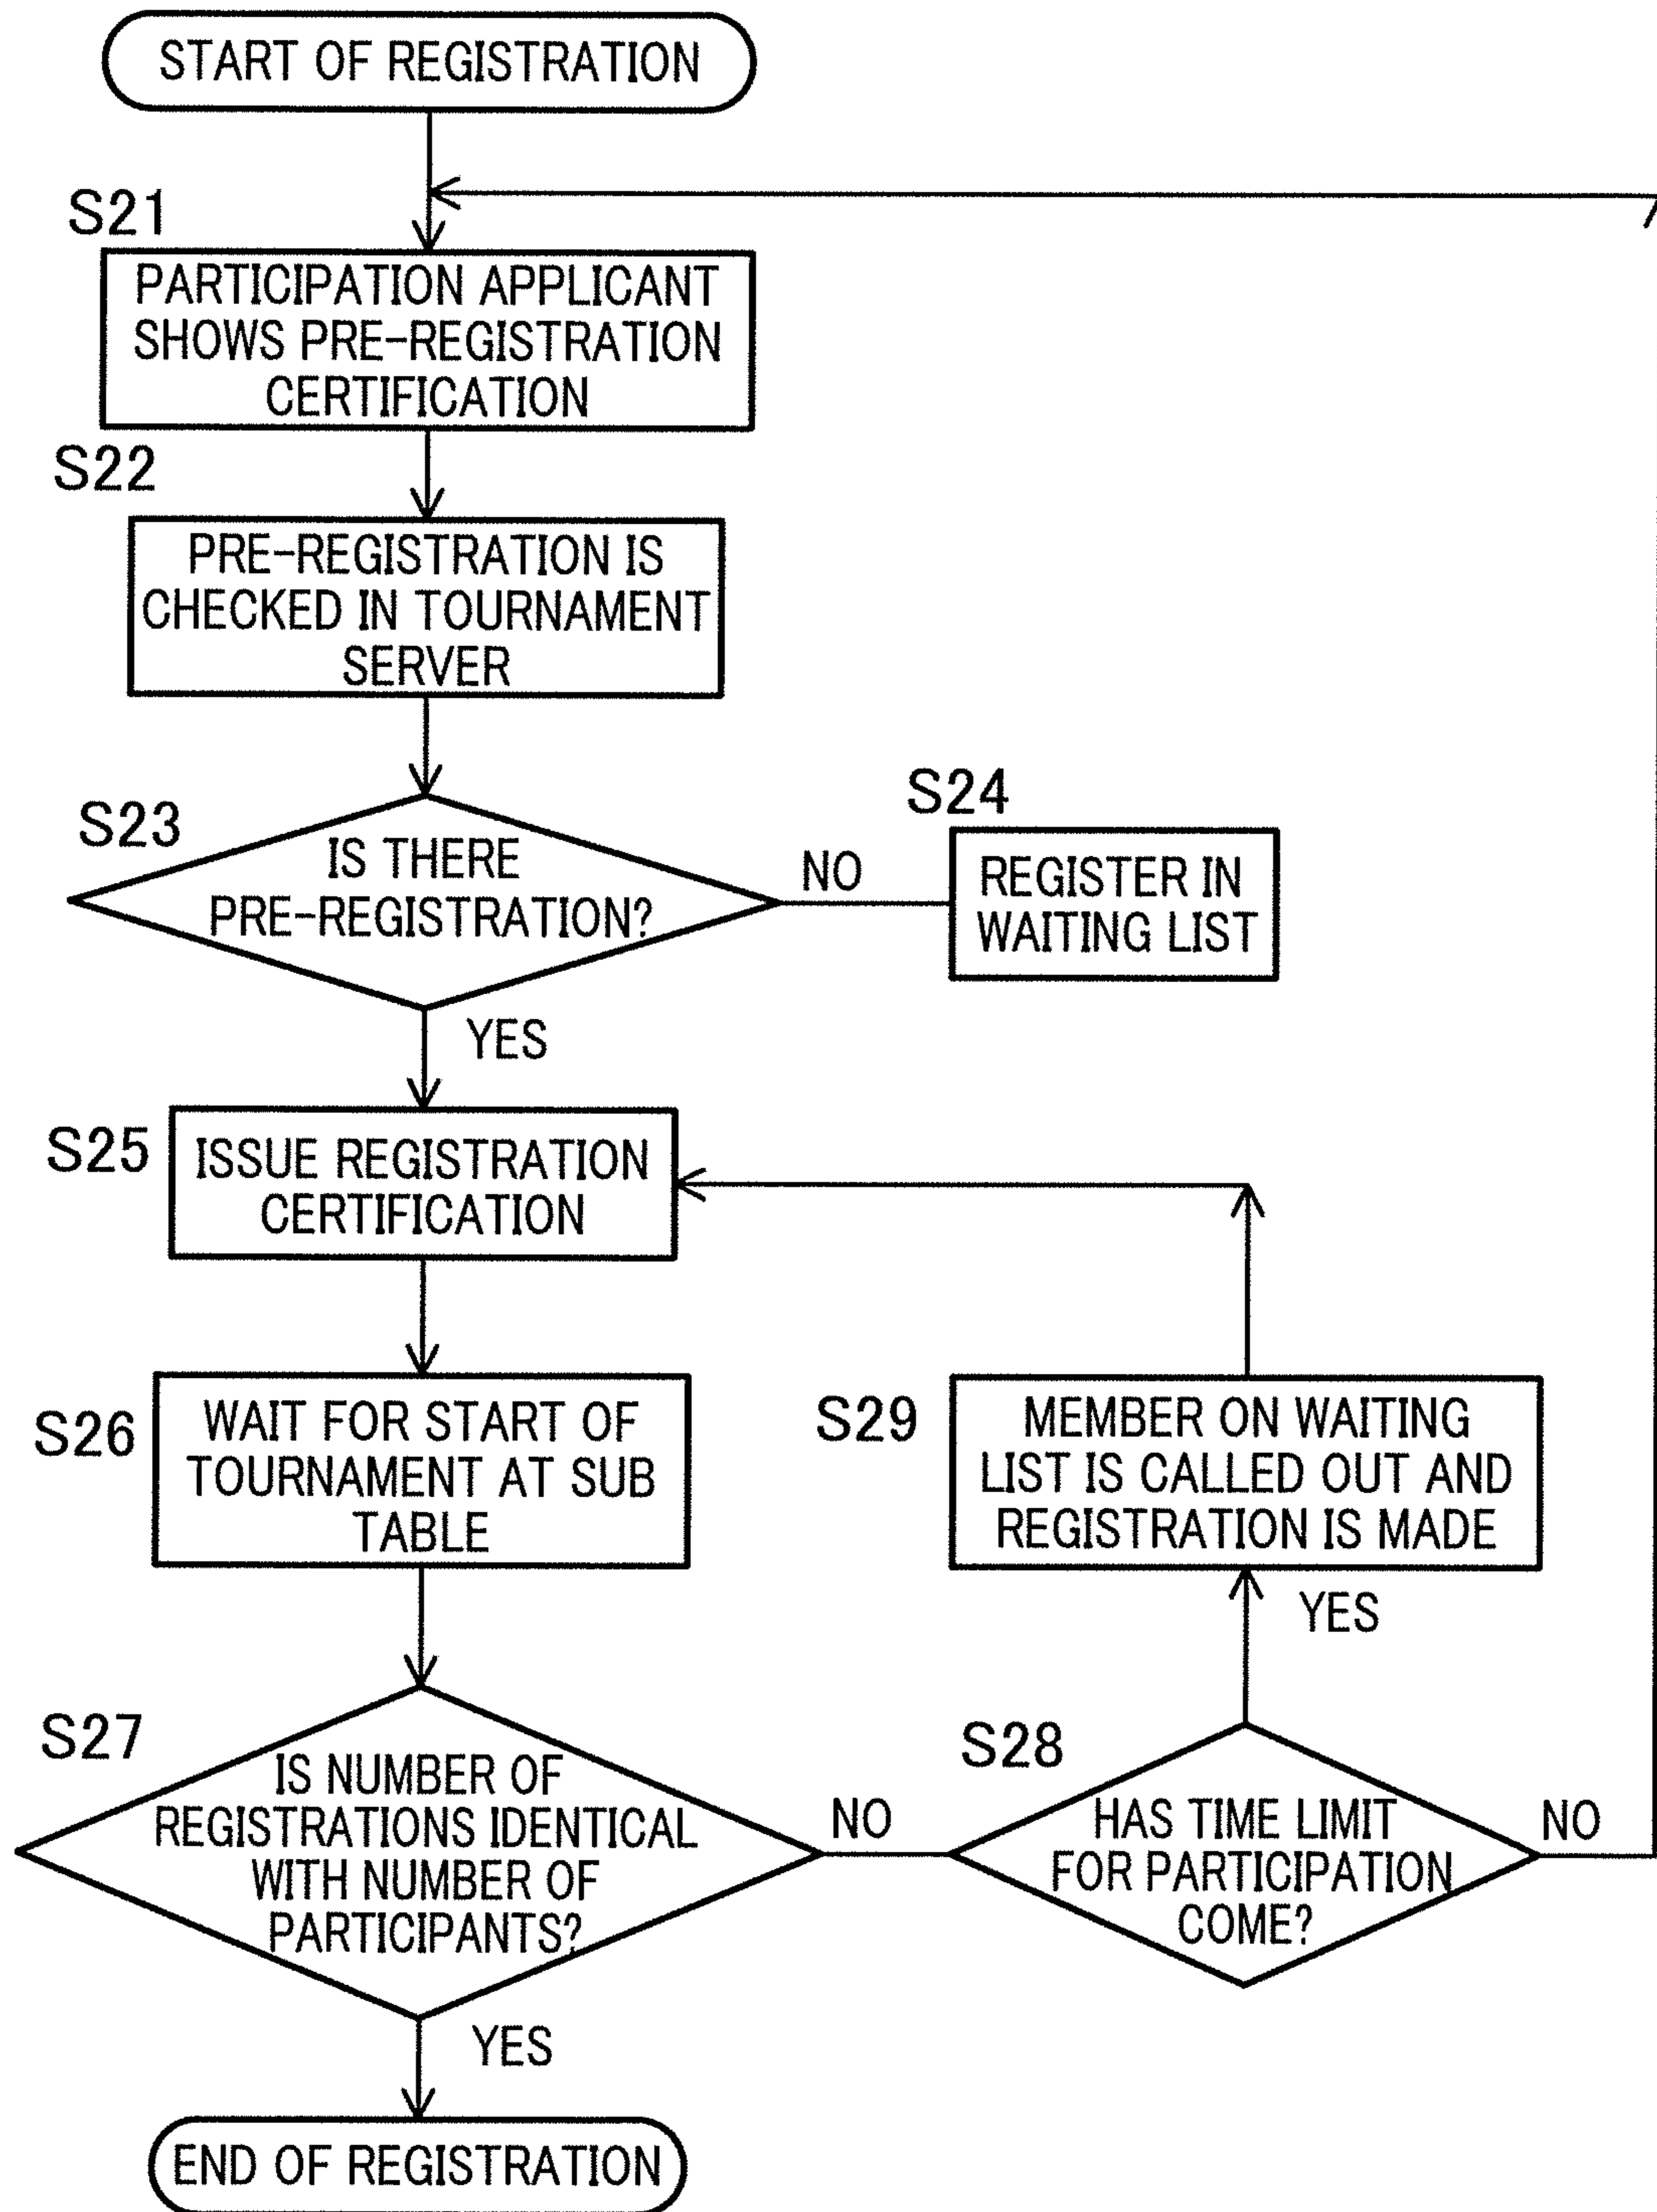 START OF REGISTRATION
S21
PARTICIPATION APPLICANT
SHOWS PRE-REGISTRATION
CERTIFICATION
S22
PRE-REGISTRATION IS
CHECKED IN TOURNAMENT
SERVER
S23
IS THERE
PRE-REGISTRATION?
NO
S24
REGISTER IN
WAITING LIST
YES
S25
ISSUE REGISTRATION
CERTIFICATION
S26
WAIT FOR START OF
TOURNAMENT AT SUB
TABLE
S29
MEMBER ON WAITING
LIST IS CALLED OUT AND
REGISTRATION IS MADE
YES
S27
IS NUMBER OF
REGISTRATIONS IDENTICAL
WITH NUMBER OF
PARTICIPANTS?
NO
S28
HAS TIME LIMIT
FOR PARTICIPATION
COME?
NO
YES
END OF REGISTRATION